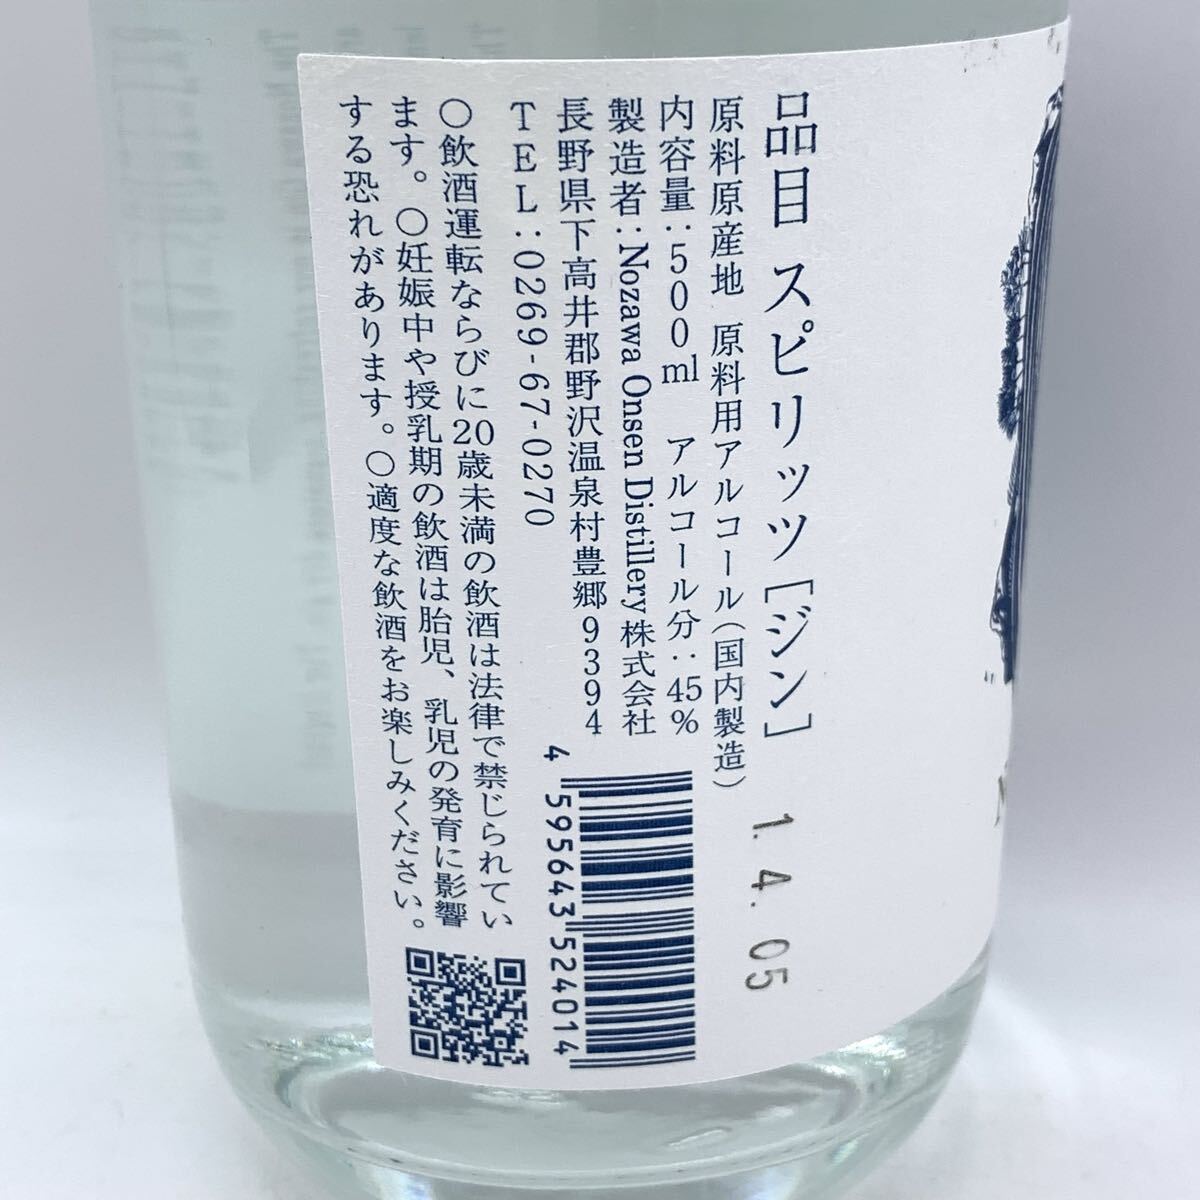 品目 スピリッツ［ジン］
原料原産地 原料用アルコール（国内製造）
内容量：500ml アルコール分：45%
製造者：Nozawa Onsen Distillery 株式会社
長野県下高井郡野沢温泉村豊郷9394
TEL：0269-67-0270
○飲酒運転ならびに20歳未満の飲酒は法律で禁じられてい
ます。○妊娠中や授乳期の飲酒は胎児、乳児の発育に影響
する恐れがあります。○適度な飲酒をお楽しみください。
4 595643 524014
1. 4. 05